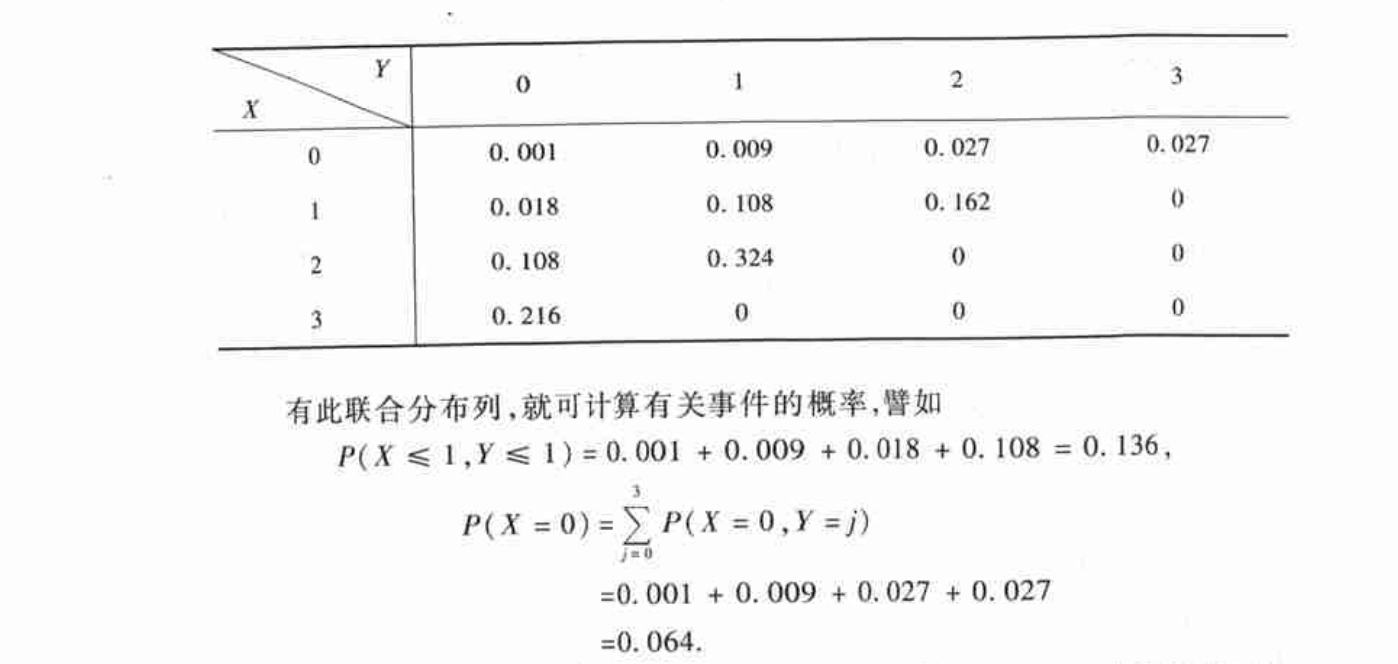 Y
X
0 1 2 3
0 0.001 0.009 0.027 0.027
1 0.018 0.108 0.162 0
2 0.108 0.324 0 0
3 0.216 0 0 0
有此联合分布列,就可计算有关事件的概率,譬如
P(X ⩽ 1,Y ⩽ 1) = 0.001 + 0.009 + 0.018 + 0.108 = 0.136,
3
P(X = 0) = ∑ P(X = 0,Y = j)
j=0
=0.001 + 0.009 + 0.027 + 0.027
=0.064.